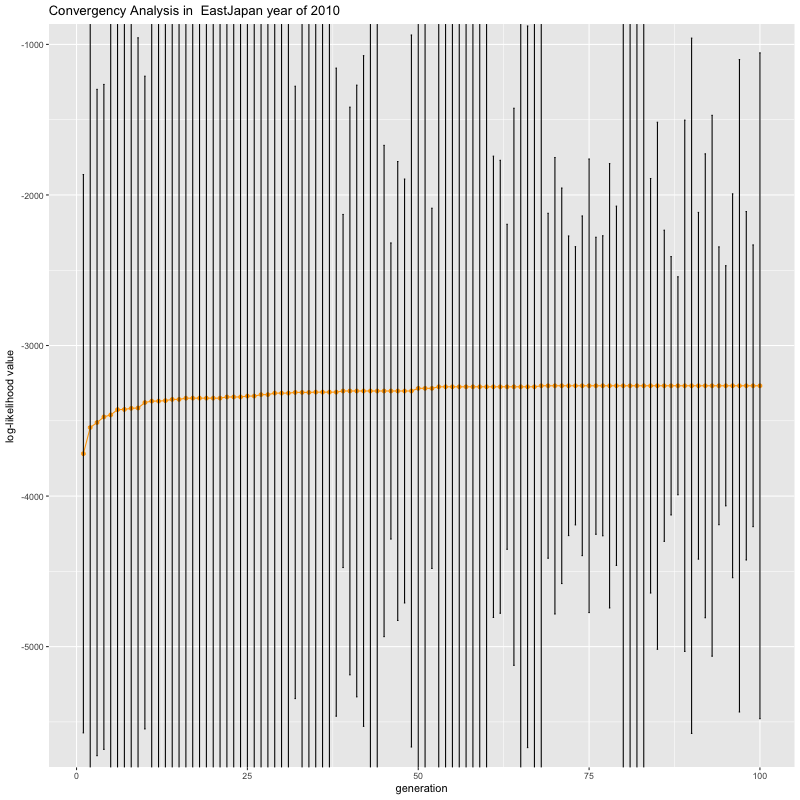 Convergency Analysis in  EastJapan year of 2010
-1000
-2000
-3000
-4000
-5000
log-likelihood value
0 25 50 75 100
generation